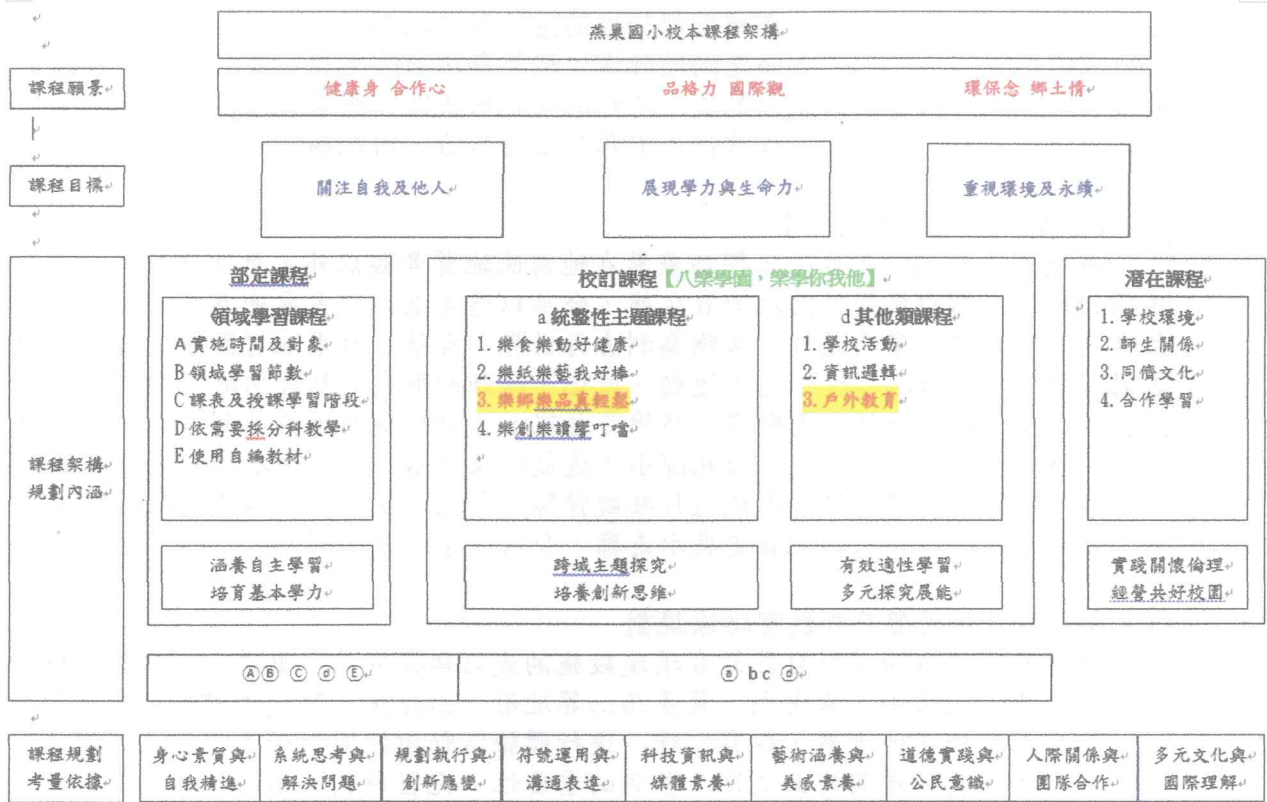 燕巢國小校本課程架構
課程願景
健康身 合作心 品格力 國際觀 環保念 鄉土情
課程目標
關注自我及他人
展現學力與生命力
重視環境及永續
課程架構
規劃內涵
部定課程
領域學習課程
A實施時間及對象
B領域學習節數
C課表及授課學習階段
D依需要採分科教學
E使用自編教材
涵養自主學習
培育基本學力
校訂課程【八樂學園，樂學你我他】
a統整性主題課程
1.樂食樂動好健康
2.樂紙樂藝我好棒
3.樂鄉樂品真輕鬆
4.樂創樂讀響叮噹
跨域主題探究
培養創新思維
d其他類課程
1.學校活動
2.資訊邏輯
3.戶外教育
有效適性學習
多元探究展能
潛在課程
1.學校環境
2.師生關係
3.同儕文化
4.合作學習
實踐關懷倫理
經營共好校園
ⒶⒷ Ⓒ ⓓ Ⓔ
ⓐ bc ⓓ
課程規劃
考量依據
身心素質與
自我精進
系統思考與
解決問題
規劃執行與
創新應變
符號運用與
溝通表達
科技資訊與
媒體素養
藝術涵養與
美感素養
道德實踐與
公民意識
人際關係與
團隊合作
多元文化與
國際理解